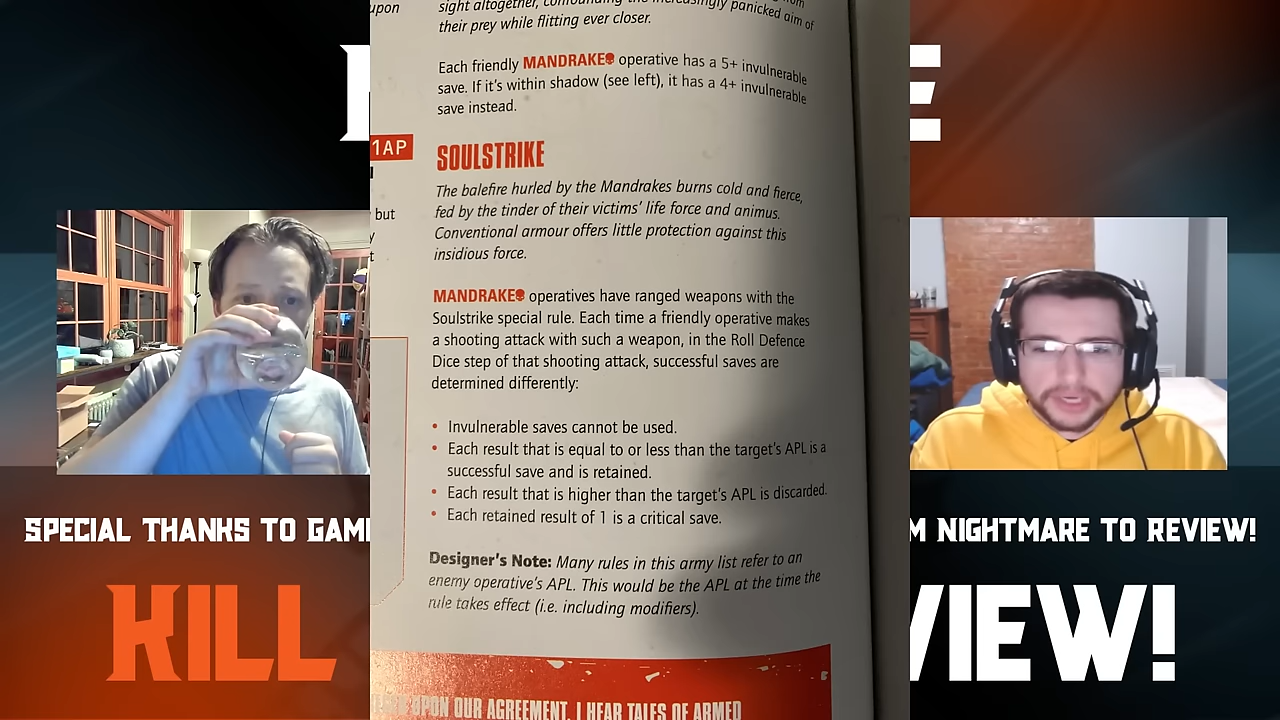 upon
sight altogether, confounding the increasingly panicked aim of
their prey while flitting ever closer.
Each friendly MANDRAKE operative has a 5+ invulnerable
save. If it's within shadow (see left), it has a 4+ invulnerable
save instead.
1AP
SOULSTRIKE
The balefire hurled by the Mandrakes burns cold and fierce,
fed by the tinder of their victims' life force and animus.
Conventional armour offers little protection against this
insidious force.
but
MANDRAKE operatives have ranged weapons with the
Soulstrike special rule. Each time a friendly operative makes
a shooting attack with such a weapon, in the Roll Defence
Dice step of that shooting attack, successful saves are
determined differently:
• Invulnerable saves cannot be used.
• Each result that is equal to or less than the target's APL is a
successful save and is retained.
• Each result that is higher than the target's APL is discarded.
• Each retained result of 1 is a critical save.
Designer's Note: Many rules in this army list refer to an
enemy operative's APL. This would be the APL at the time the
rule takes effect (i.e. including modifiers).
UPON OUR AGREEMENT, I HEAR TALES OF ARMED
SPECIAL THANKS TO GAM
M NIGHTMARE TO REVIEW!
KILL
VIEW!